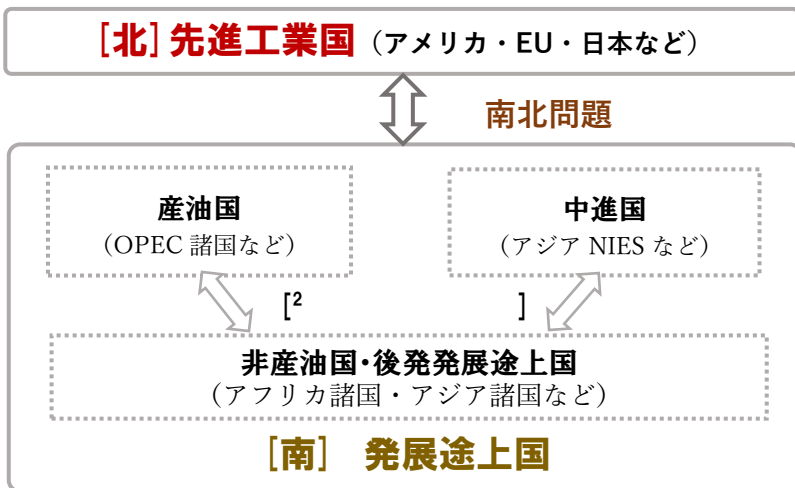 [北] 先進工業国（アメリカ・EU・日本など）
南北問題
産油国
（OPEC 諸国など）
中進国
（アジア NIES など）
[² ]
非産油国・後発発展途上国
（アフリカ諸国・アジア諸国など）
[南] 発展途上国